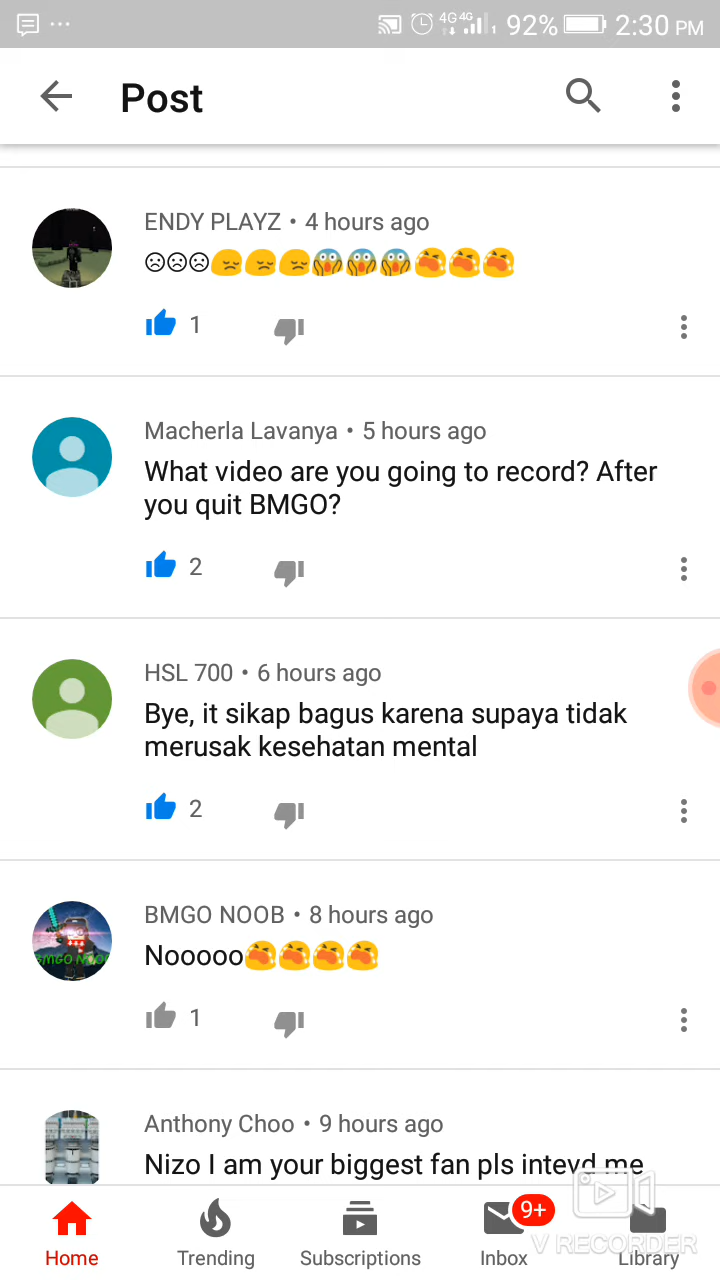 4G 4G 1 92% 2:30 PM
Post
ENDY PLAYZ • 4 hours ago
☹☹☹😔😔😔😱😱😱😭😭😭
1
Macherla Lavanya • 5 hours ago
What video are you going to record? After
you quit BMGO?
2
HSL 700 • 6 hours ago
Bye, it sikap bagus karena supaya tidak
merusak kesehatan mental
2
BMGO NOOB • 8 hours ago
BMGO NOOB
Nooooo😭😭😭😭
1
Anthony Choo • 9 hours ago
Nizo I am your biggest fan pls intevd me
9+
V RECORDER
Home Trending Subscriptions Inbox Library